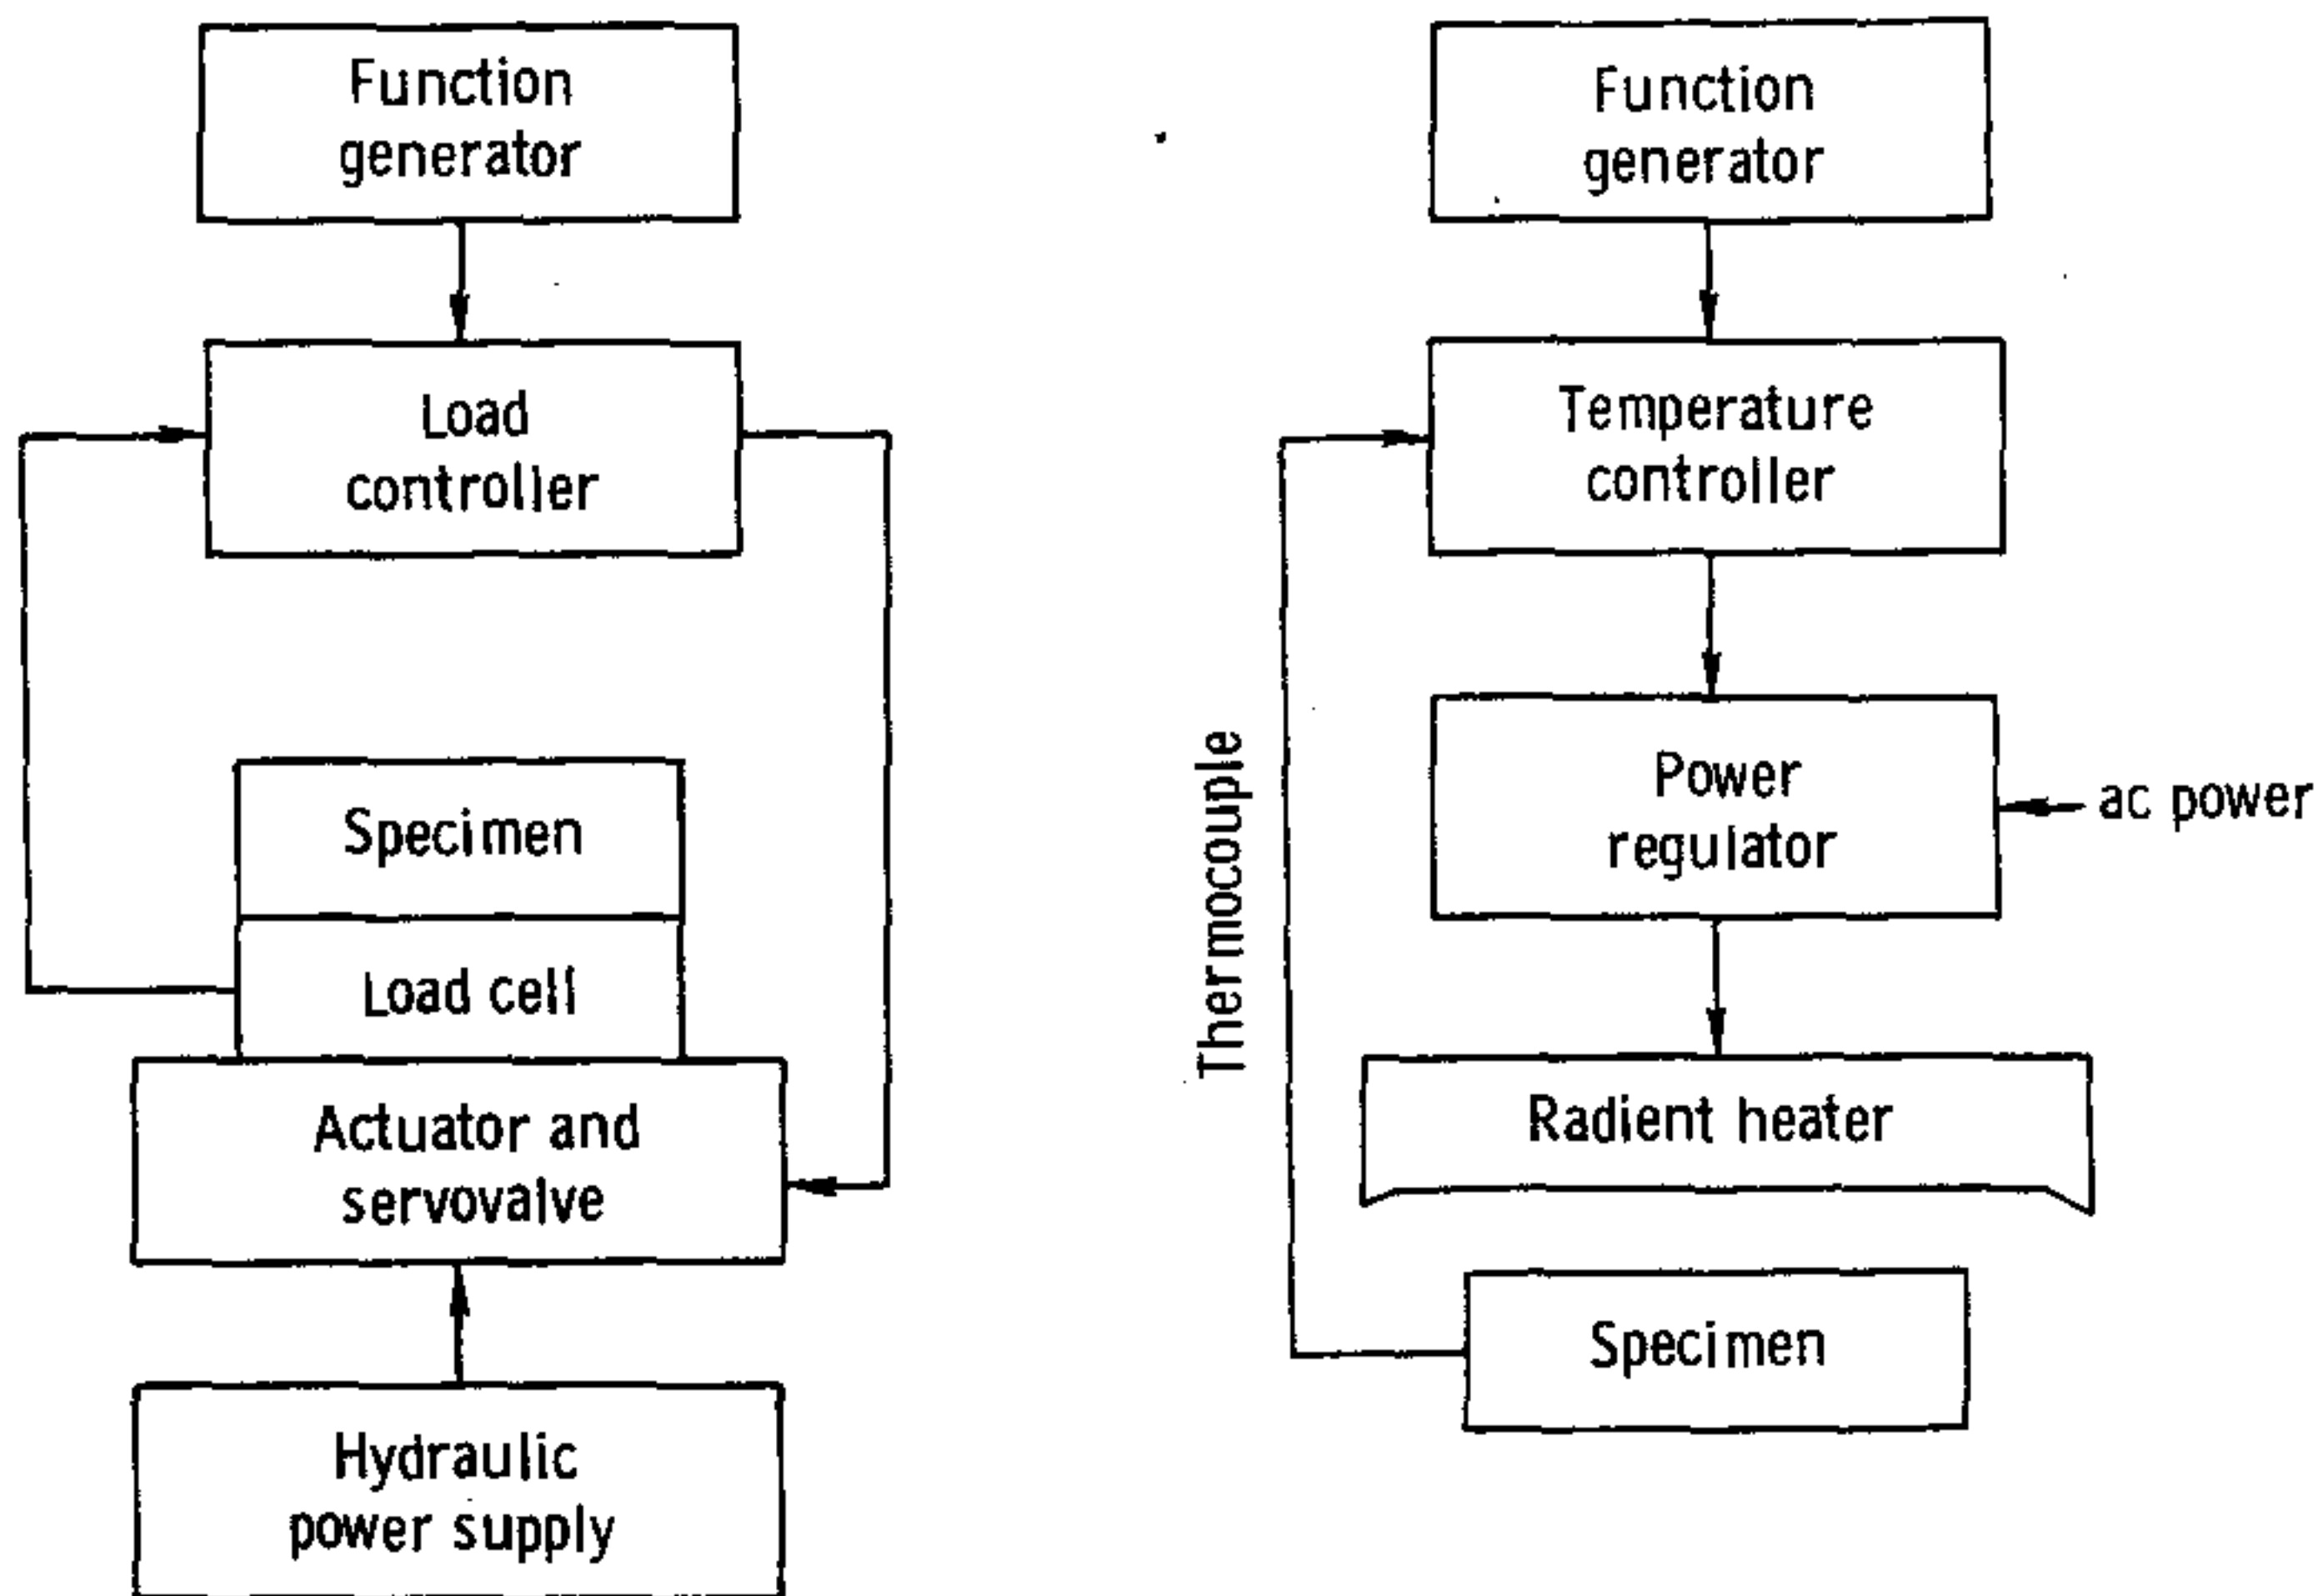 Function
generator
Load
controller
Specimen
Load cell
Actuator and
servovalve
Hydraulic
power supply
Function
generator
Temperature
controller
Thermocouple
Power
regulator
ac power
Radient heater
Specimen